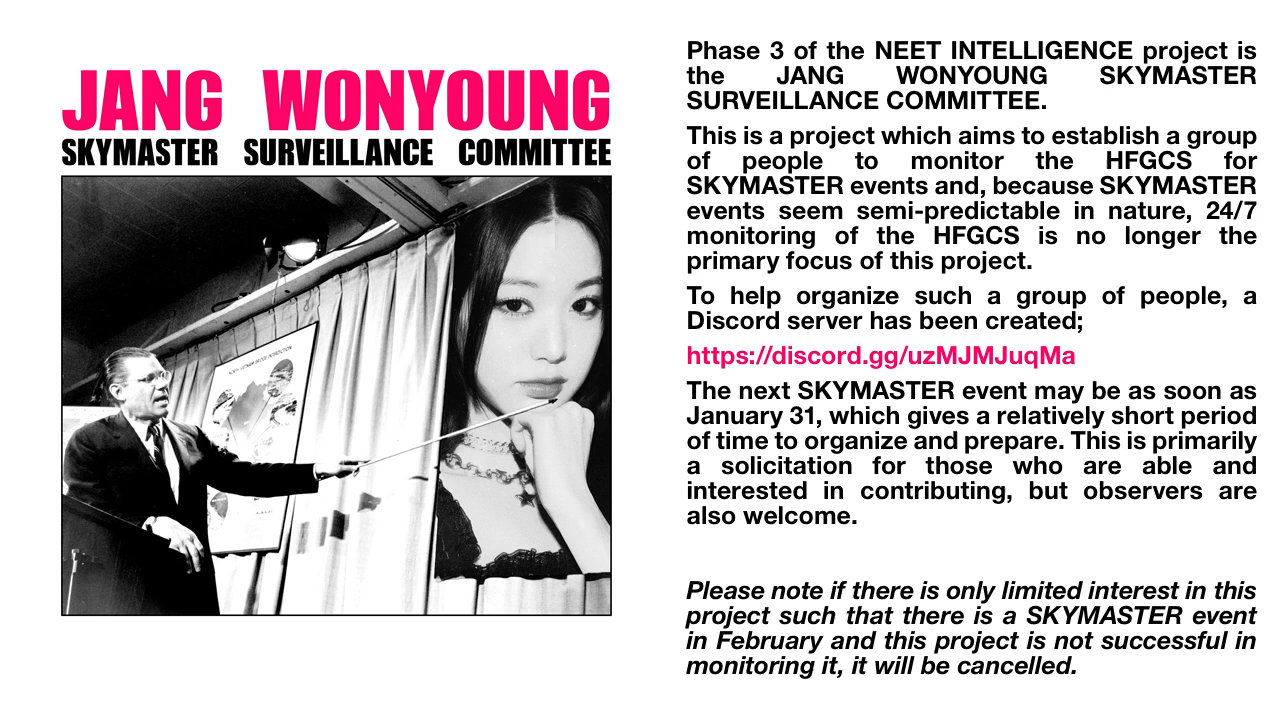 JANG WONYOUNG
SKYMASTER SURVEILLANCE COMMITTEE
Phase 3 of the NEET INTELLIGENCE project is
the JANG WONYOUNG SKYMASTER
SURVEILLANCE COMMITTEE.
This is a project which aims to establish a group
of people to monitor the HFGCS for
SKYMASTER events and, because SKYMASTER
events seem semi-predictable in nature, 24/7
monitoring of the HFGCS is no longer the
primary focus of this project.
To help organize such a group of people, a
Discord server has been created;
https://discord.gg/uzMJMJuqMa
The next SKYMASTER event may be as soon as
January 31, which gives a relatively short period
of time to organize and prepare. This is primarily
a solicitation for those who are able and
interested in contributing, but observers are
also welcome.
Please note if there is only limited interest in this
project such that there is a SKYMASTER event
in February and this project is not successful in
monitoring it, it will be cancelled.